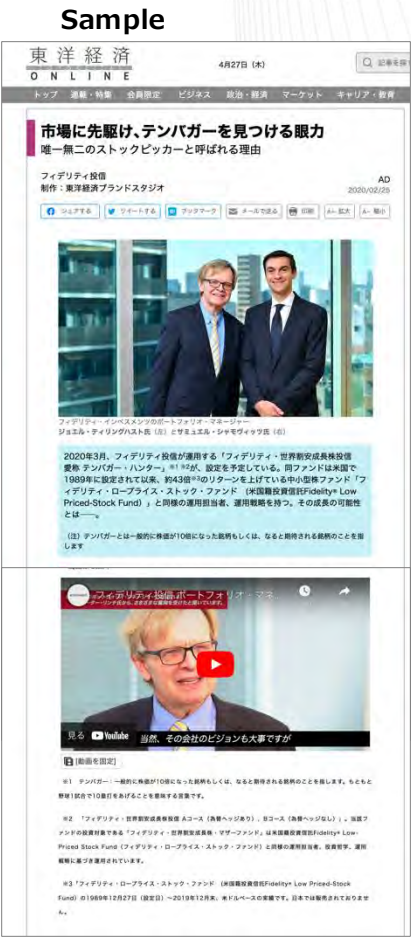 Sample
東洋経済
ONLINE
4月27日（木）
記事を探す
トップ 連載・特集 会員限定 ビジネス 政治・経済 マーケット キャリア・教育
市場に先駆け、テンバガーを見つける眼力
唯一無二のストックピッカーと呼ばれる理由
フィデリティ投信
制作：東洋経済ブランドスタジオ
AD
2020/02/25
シェアする ツイートする ブックマーク メールで送る 印刷 A+ 拡大 A- 縮小
フィデリティ・インベスメンツのポートフォリオ・マネージャー
ジョエル・ティリングハスト氏（左）とサミュエル・シャモヴィッツ氏（右）
2020年3月、フィデリティ投信が運用する「フィデリティ・世界割安成長株投信
愛称 テンバガー・ハンター」※1 ※2が、設定を予定している。同ファンドは米国で
1989年に設定されて以来、約43倍※3のリターンを上げている中小型株ファンド「フ
ィデリティ・ロープライス・ストック・ファンド （米国籍投資信託Fidelity® Low
Priced-Stock Fund）」と同様の運用担当者、運用戦略を持つ。その成長の可能性
とは――。
（注）テンバガーとは一般的に株価が10倍になった銘柄もしくは、なると期待される銘柄のことを指
します
フィデリティ投信 ポートフォリオ・マネ...
ーター・リンチ氏から、さまざまな薫陶を受けたと聞いています。
見る YouTube
当然、その会社のビジョンも大事ですが
[動画を固定]
※1 テンバガー：一般的に株価が10倍になった銘柄もしくは、なると期待される銘柄のことを指します。もともと
野球1試合で10塁打をあげることを意味する言葉です。
※2 「フィデリティ・世界割安成長株投信 Aコース（為替ヘッジあり）、Bコース（為替ヘッジなし）」。当該フ
ァンドの投資対象である「フィデリティ・世界割安成長株・マザーファンド」は米国籍投資信託Fidelity® Low-
Priced Stock Fund（フィデリティ・ロープライス・ストック・ファンド）と同様の運用担当者、投資哲学、運用
戦略に基づき運用されています。
※3「フィデリティ・ロープライス・ストック・ファンド （米国籍投資信託Fidelity® Low Priced-Stock
Fund）の1989年12月27日（設定日）～2019年12月末、米ドルベースの実績です。日本では販売されておりませ
ん。